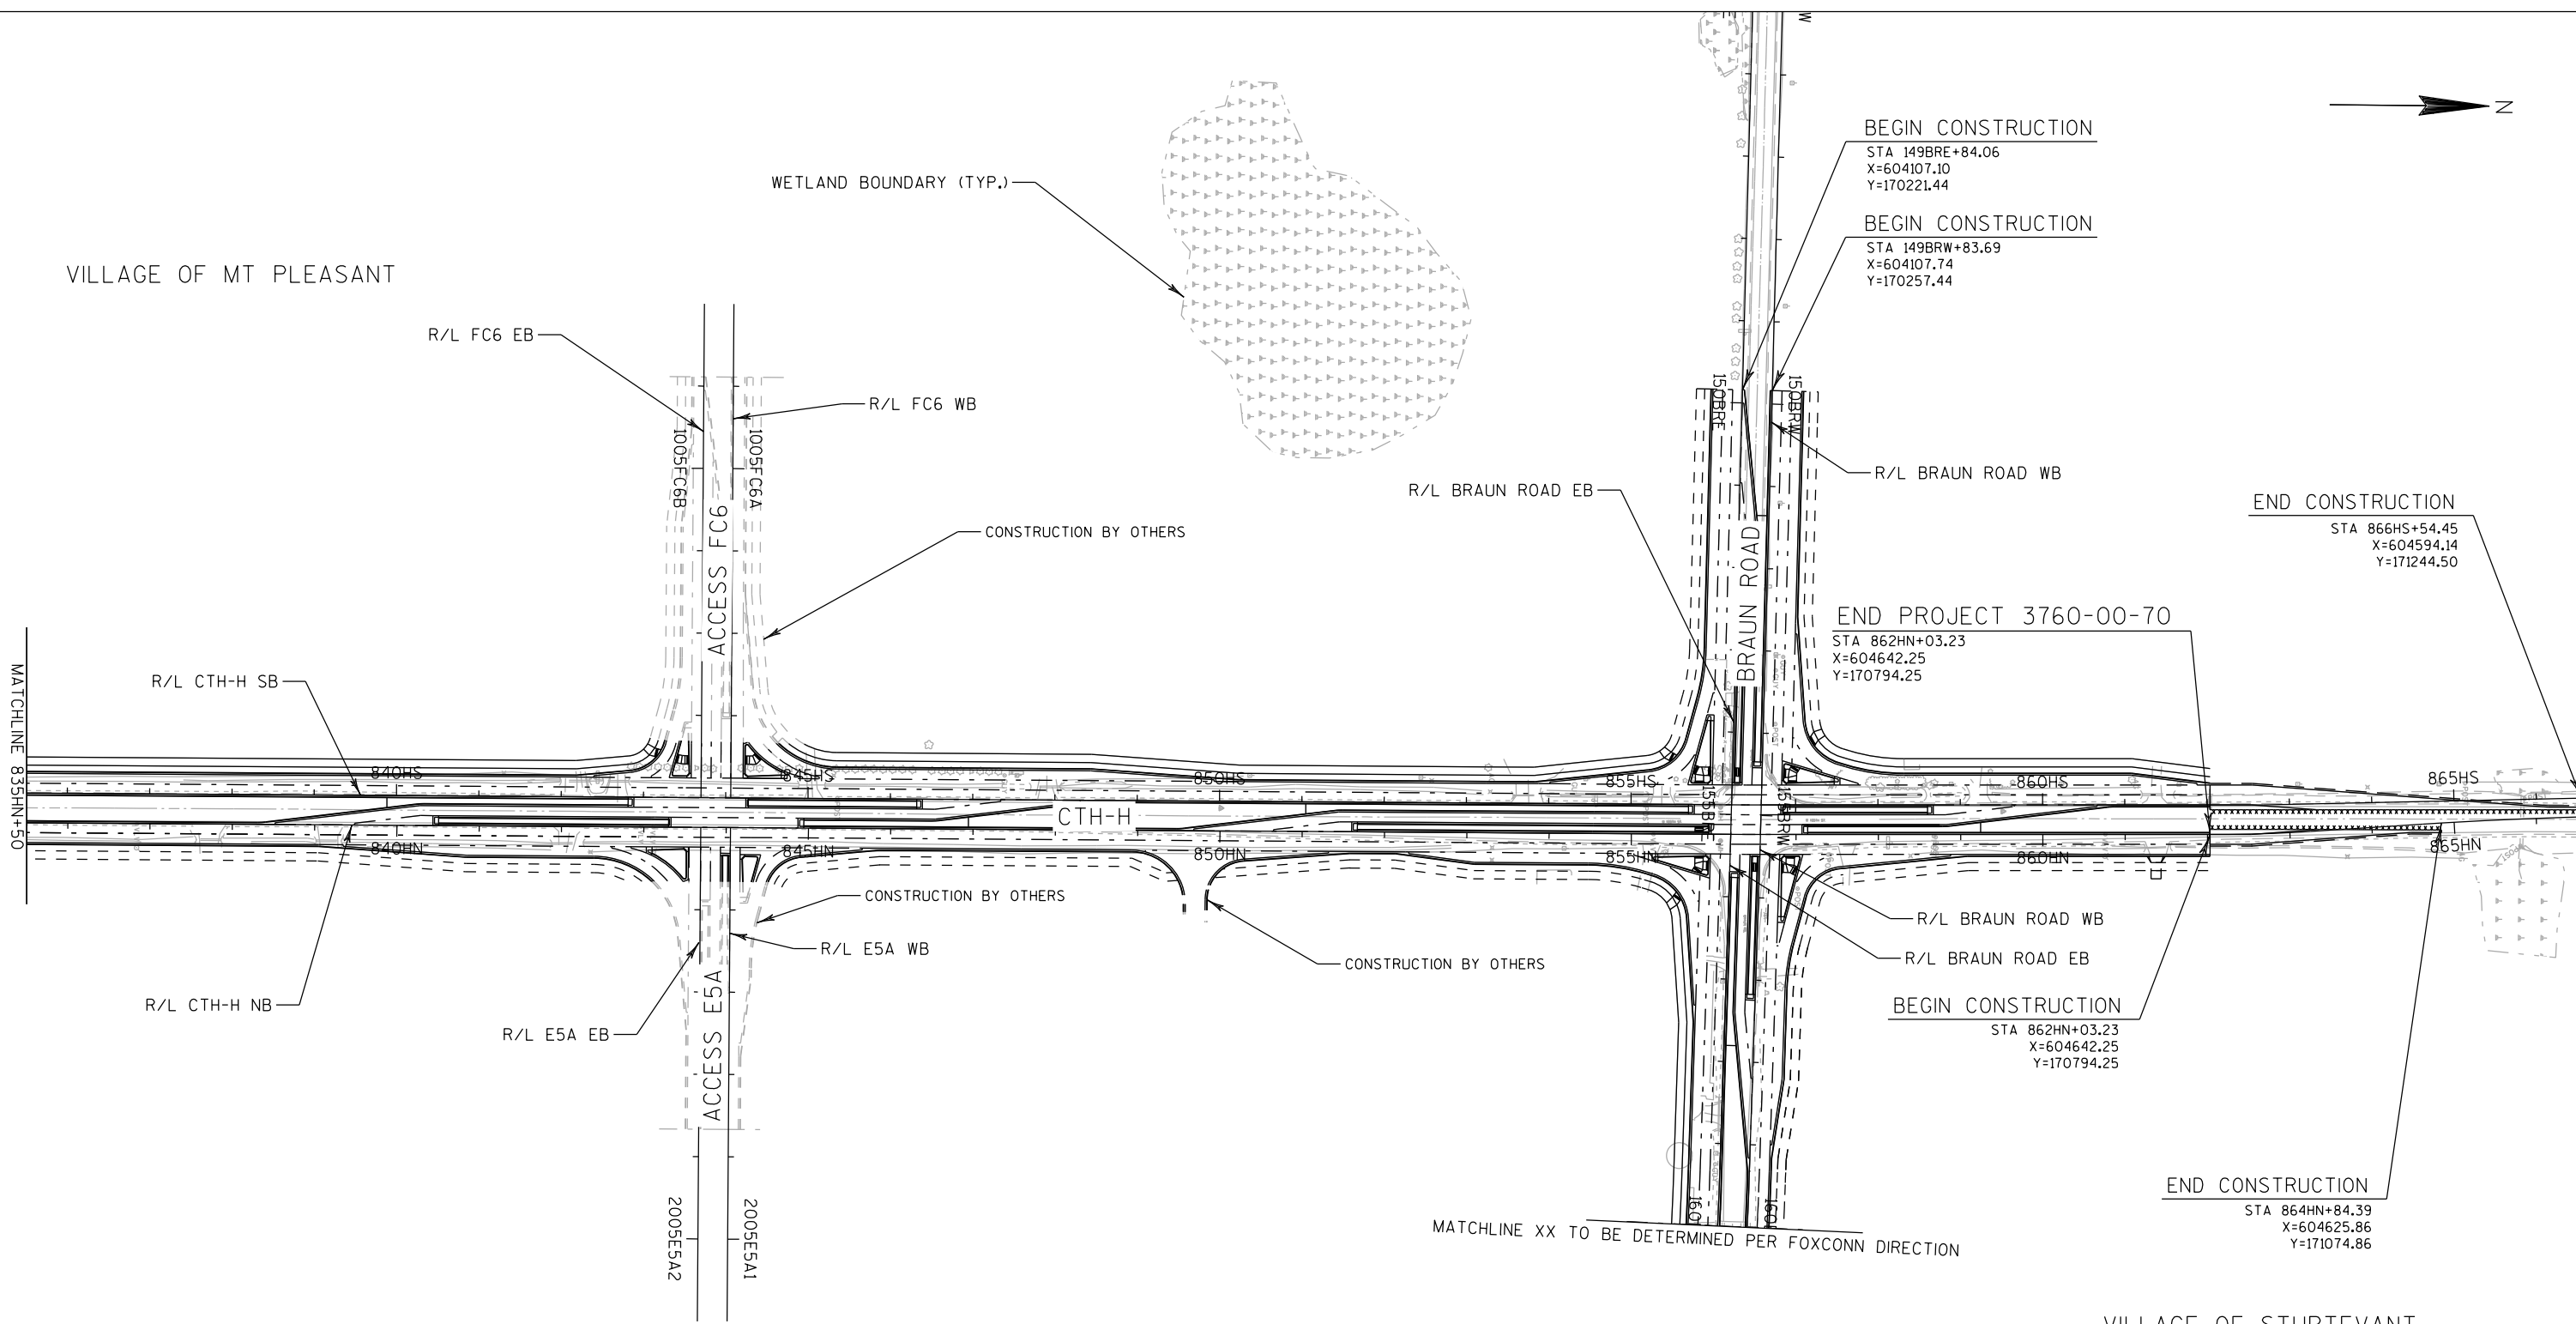 N
BEGIN CONSTRUCTION
STA 149BRE+84.06
X=604107.10
Y=170221.44
WETLAND BOUNDARY (TYP.)
BEGIN CONSTRUCTION
STA 149BRW+83.69
X=604107.74
Y=170257.44
VILLAGE OF MT PLEASANT
R/L FC6 EB
R/L FC6 WB
150BRE
150BRW
1005FC6B
1005FC6A
ACCESS FC6
R/L BRAUN ROAD EB
R/L BRAUN ROAD WB
CONSTRUCTION BY OTHERS
BRAUN ROAD
END CONSTRUCTION
STA 866HS+54.45
X=604594.14
Y=171244.50
END PROJECT 3760-00-70
STA 862HN+03.23
X=604642.25
Y=170794.25
R/L CTH-H SB
MATCHLINE 835HN+50
840HS
845HS
850HS
855HS
860HS
865HS
CTH-H
840HN
845HN
850HN
855HN
860HN
865HN
CONSTRUCTION BY OTHERS
R/L E5A WB
CONSTRUCTION BY OTHERS
R/L BRAUN ROAD WB
R/L BRAUN ROAD EB
R/L CTH-H NB
R/L E5A EB
ACCESS E5A
BEGIN CONSTRUCTION
STA 862HN+03.23
X=604642.25
Y=170794.25
END CONSTRUCTION
STA 864HN+84.39
X=604625.86
Y=171074.86
2005E5A2
2005E5A1
MATCHLINE XX TO BE DETERMINED PER FOXCONN DIRECTION
VILLAGE OF STURTEVANT